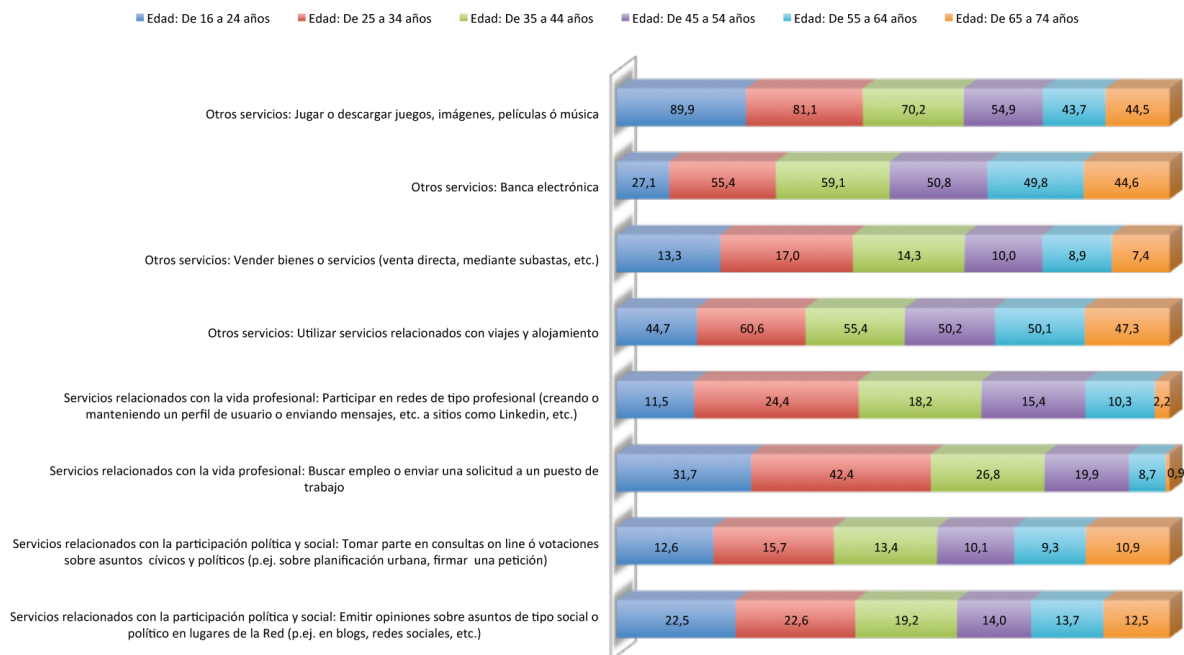 Edad: De 16 a 24 años Edad: De 25 a 34 años Edad: De 35 a 44 años Edad: De 45 a 54 años Edad: De 55 a 64 años Edad: De 65 a 74 años
Otros servicios: Jugar o descargar juegos, imágenes, películas ó música
89,9 81,1 70,2 54,9 43,7 44,5
Otros servicios: Banca electrónica
27,1 55,4 59,1 50,8 49,8 44,6
Otros servicios: Vender bienes o servicios (venta directa, mediante subastas, etc.)
13,3 17,0 14,3 10,0 8,9 7,4
Otros servicios: Utilizar servicios relacionados con viajes y alojamiento
44,7 60,6 55,4 50,2 50,1 47,3
Servicios relacionados con la vida profesional: Participar en redes de tipo profesional (creando o
manteniendo un perfil de usuario o enviando mensajes, etc. a sitios como Linkedin, etc.)
11,5 24,4 18,2 15,4 10,3 2,2
Servicios relacionados con la vida profesional: Buscar empleo o enviar una solicitud a un puesto de
trabajo
31,7 42,4 26,8 19,9 8,7 0,9
Servicios relacionados con la participación política y social: Tomar parte en consultas on line ó votaciones
sobre asuntos cívicos y políticos (p.ej. sobre planificación urbana, firmar una petición)
12,6 15,7 13,4 10,1 9,3 10,9
Servicios relacionados con la participación política y social: Emitir opiniones sobre asuntos de tipo social o
político en lugares de la Red (p.ej. en blogs, redes sociales, etc.)
22,5 22,6 19,2 14,0 13,7 12,5